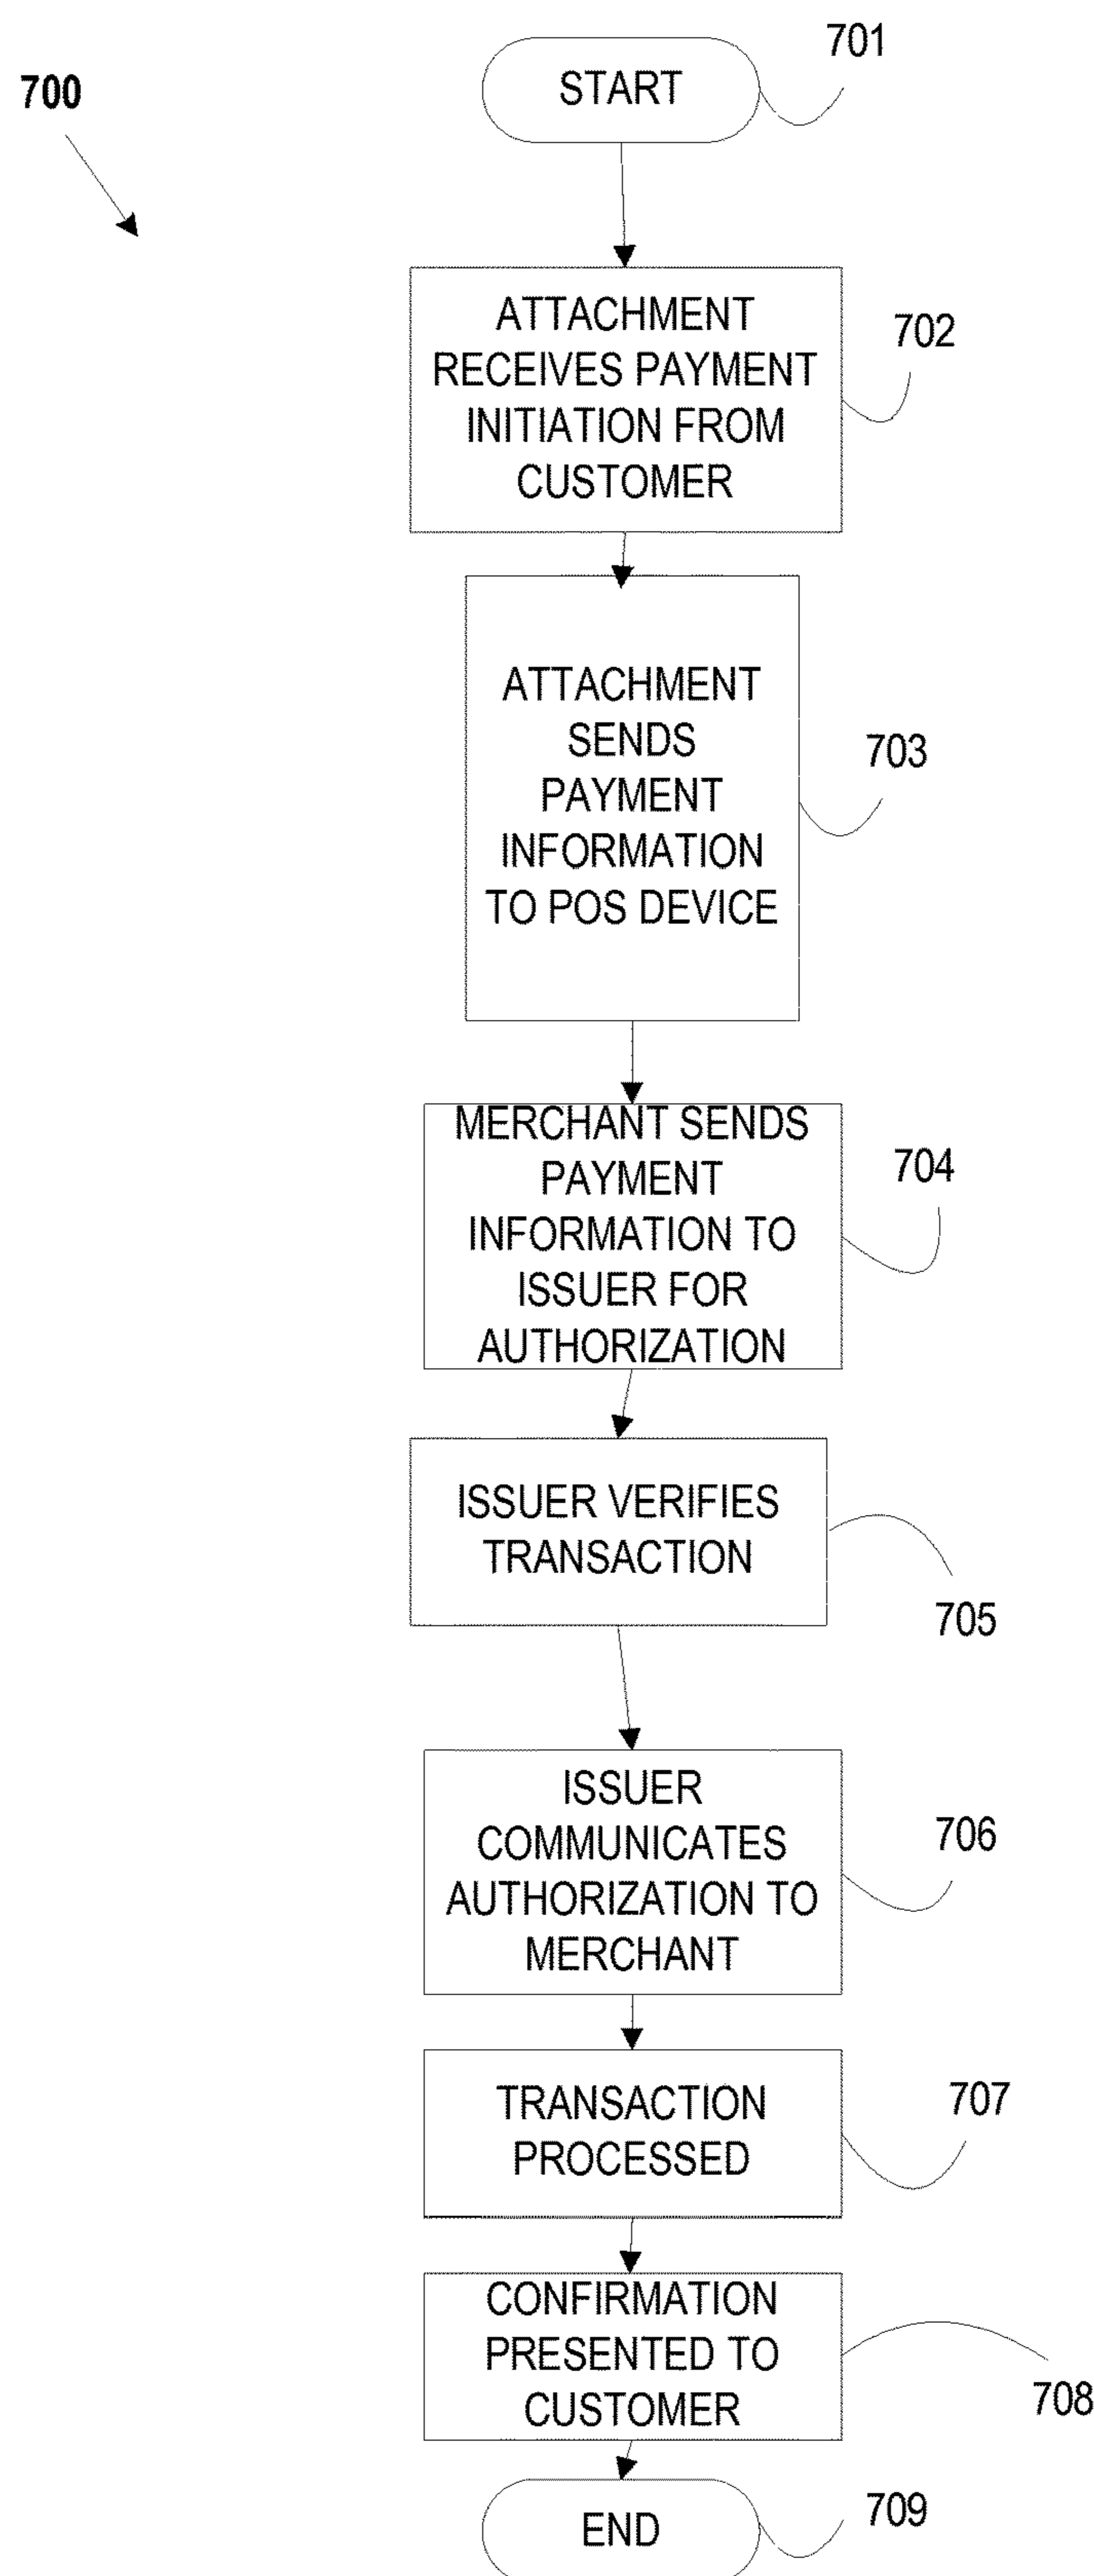 700
701
START
702
ATTACHMENT
RECEIVES PAYMENT
INITIATION FROM
CUSTOMER
703
ATTACHMENT
SENDS
PAYMENT
INFORMATION
TO POS DEVICE
704
MERCHANT SENDS
PAYMENT
INFORMATION TO
ISSUER FOR
AUTHORIZATION
ISSUER VERIFIES
TRANSACTION
705
ISSUER
COMMUNICATES
AUTHORIZATION TO
MERCHANT
706
TRANSACTION
PROCESSED
707
CONFIRMATION
PRESENTED TO
CUSTOMER
708
END
709